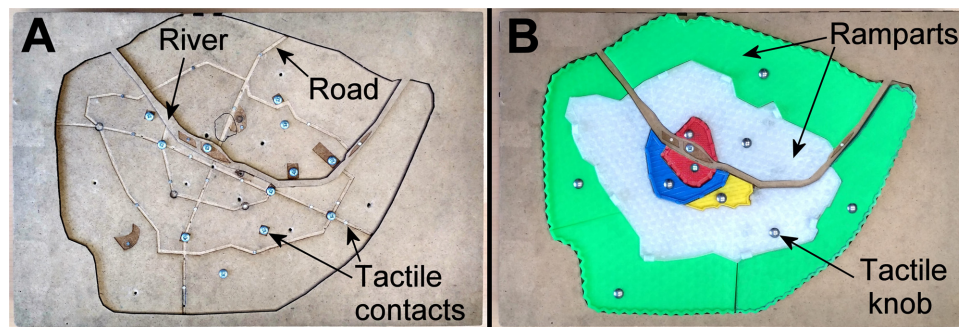 A
River
Road
Tactile
contacts
B
Ramparts
Tactile
knob